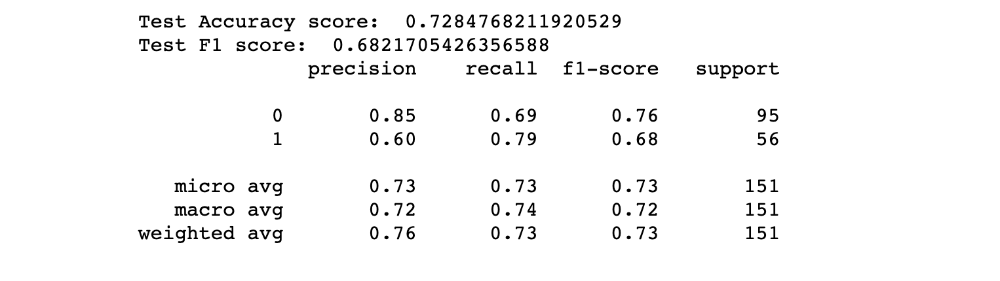 Test Accuracy score:  0.7284768211920529
Test F1 score:  0.6821705426356588
              precision    recall  f1-score   support

           0       0.85      0.69      0.76        95
           1       0.60      0.79      0.68        56

   micro avg       0.73      0.73      0.73       151
   macro avg       0.72      0.74      0.72       151
weighted avg       0.76      0.73      0.73       151